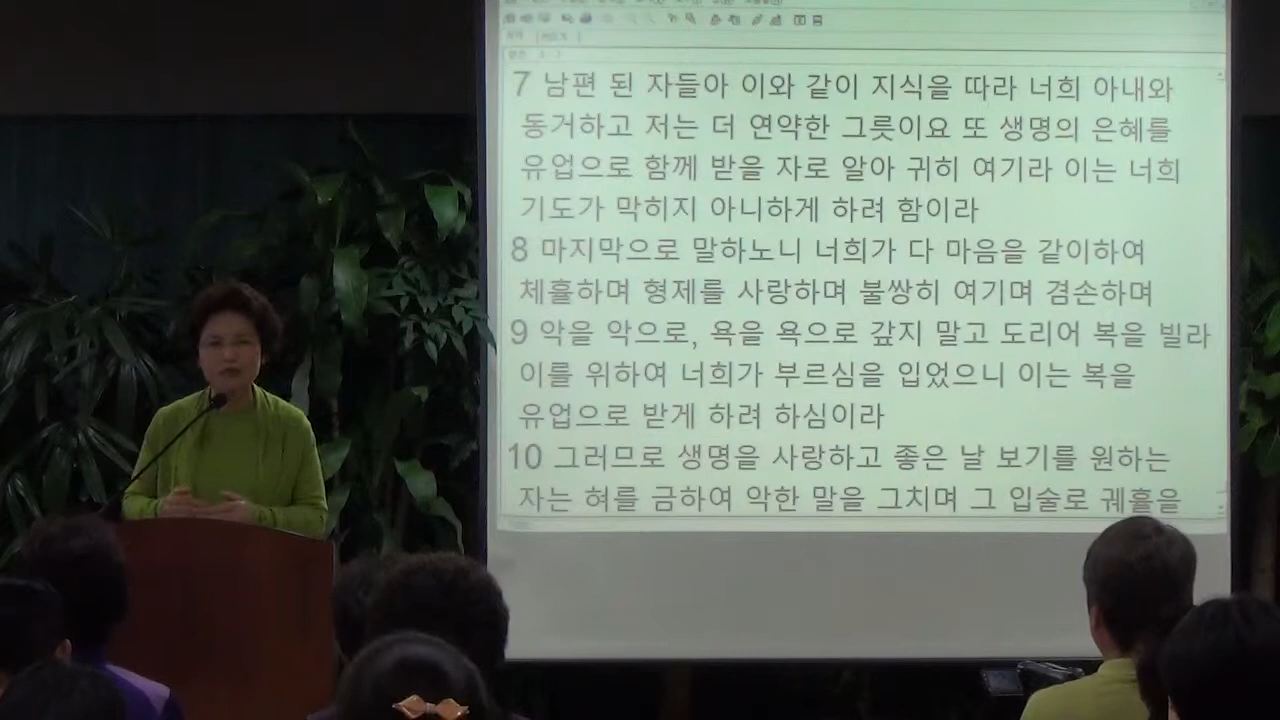 7 남편 된 자들아 이와 같이 지식을 따라 너희 아내와
동거하고 저는 더 연약한 그릇이요 또 생명의 은혜를
유업으로 함께 받을 자로 알아 귀히 여기라 이는 너희
기도가 막히지 아니하게 하려 함이라
8 마지막으로 말하노니 너희가 다 마음을 같이하여
체휼하며 형제를 사랑하며 불쌍히 여기며 겸손하며
9 악을 악으로, 욕을 욕으로 갚지 말고 도리어 복을 빌라
이를 위하여 너희가 부르심을 입었으니 이는 복을
유업으로 받게 하려 하심이라
10 그러므로 생명을 사랑하고 좋은 날 보기를 원하는
자는 혀를 금하여 악한 말을 그치며 그 입술로 궤휼을